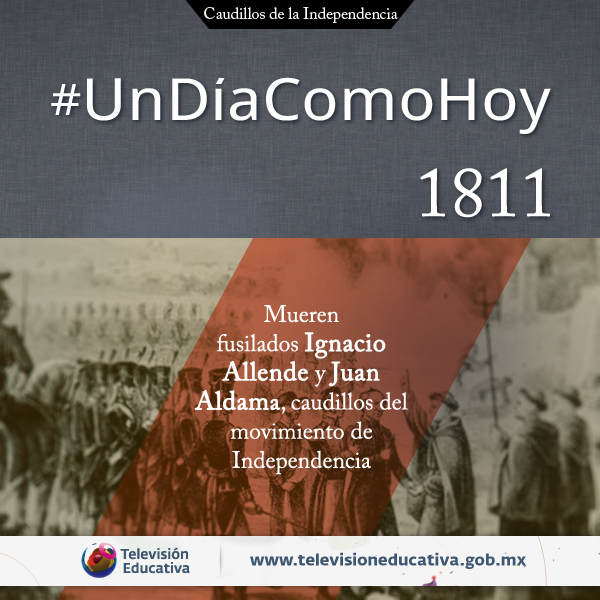 Caudillos de la Independencia
#UnDíaComoHoy
1811
Mueren
fusilados Ignacio
Allende y Juan
Aldama, caudillos del
movimiento de
Independencia
Televisión
Educativa
www.televisioneducativa.gob.mx